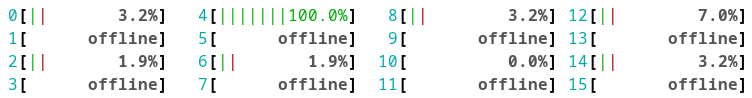 0[|| 3.2%] 4[|||||||100.0%] 8[|| 3.2%] 12[|| 7.0%]
1[ offline] 5[ offline] 9[ offline] 13[ offline]
2[|| 1.9%] 6[|| 1.9%] 10[ 0.0%] 14[|| 3.2%]
3[ offline] 7[ offline] 11[ offline] 15[ offline]